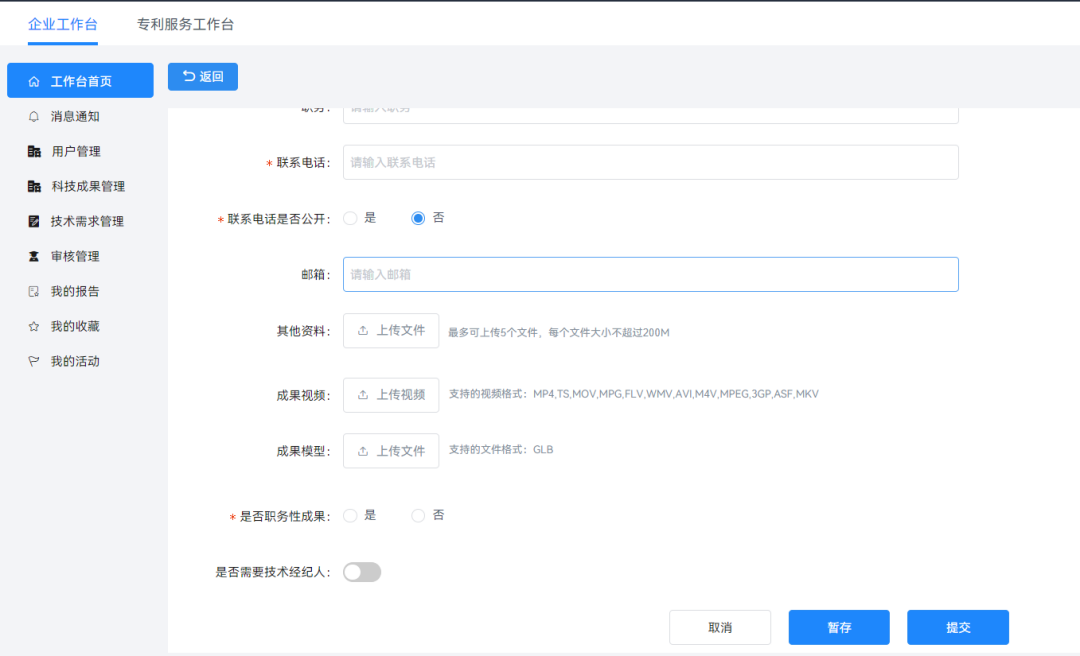 企业工作台 专利服务工作台
工作台首页
消息通知
用户管理
科技成果管理
技术需求管理
审核管理
我的报告
我的收藏
我的活动
返回
职务: 请输入职务
* 联系电话: 请输入联系电话
* 联系电话是否公开: 是 否
邮箱: 请输入邮箱
其他资料: 上传文件 最多可上传5个文件，每个文件大小不超过200M
成果视频: 上传视频 支持的视频格式：MP4,TS,MOV,MPG,FLV,WMV,AVI,M4V,MPEG,3GP,ASF,MKV
成果模型: 上传文件 支持的文件格式：GLB
* 是否职务性成果: 是 否
是否需要技术经纪人:
取消 暂存 提交